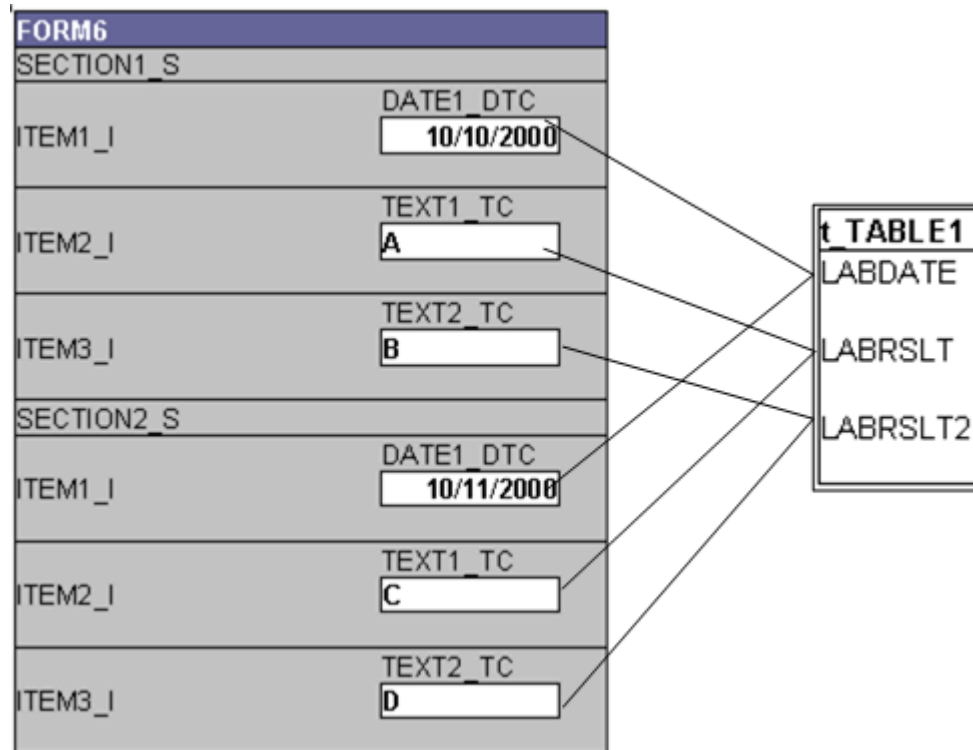 FORM6
SECTION1_S
DATE1_DTC
ITEM1_I
10/10/2000
TEXT1_TC
ITEM2_I
A
TEXT2_TC
ITEM3_I
B
SECTION2_S
DATE1_DTC
ITEM1_I
10/11/2000
TEXT1_TC
ITEM2_I
C
TEXT2_TC
ITEM3_I
D
t_TABLE1
LABDATE
LABRSLT
LABRSLT2